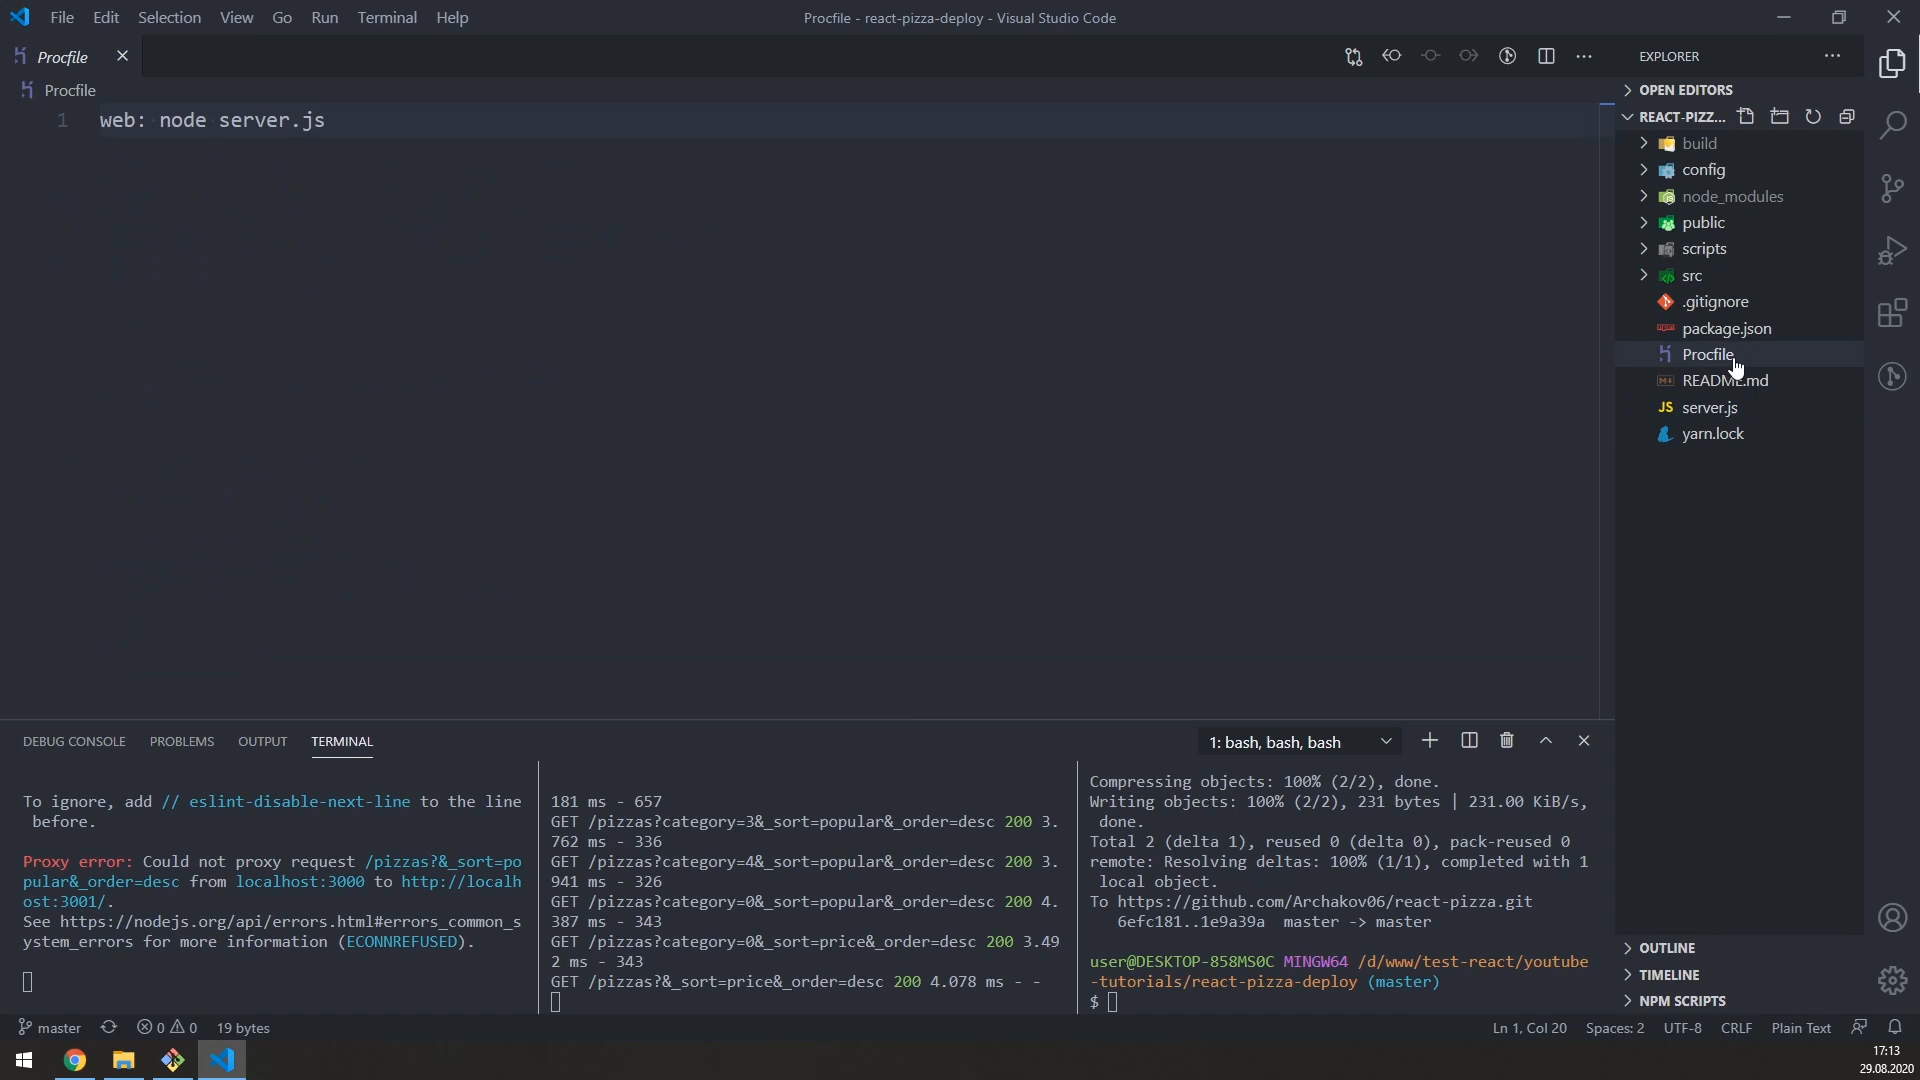 File Edit Selection View Go Run Terminal Help
Procfile - react-pizza-deploy - Visual Studio Code
Procfile
Procfile
1 web: node server.js
EXPLORER
OPEN EDITORS
REACT-PIZZ...
build
config
node_modules
public
scripts
src
.gitignore
package.json
Procfile
README.md
JS server.js
yarn.lock
OUTLINE
TIMELINE
NPM SCRIPTS
DEBUG CONSOLE PROBLEMS OUTPUT TERMINAL
1: bash, bash, bash
To ignore, add // eslint-disable-next-line to the line
before.
Proxy error: Could not proxy request /pizzas?&_sort=po
pular&_order=desc from localhost:3000 to http://localh
ost:3001/.
See https://nodejs.org/api/errors.html#errors_common_s
ystem_errors for more information (ECONNREFUSED).
181 ms - 657
GET /pizzas?category=3&_sort=popular&_order=desc 200 3.
762 ms - 336
GET /pizzas?category=4&_sort=popular&_order=desc 200 3.
941 ms - 326
GET /pizzas?category=0&_sort=popular&_order=desc 200 4.
387 ms - 343
GET /pizzas?category=0&_sort=price&_order=desc 200 3.49
2 ms - 343
GET /pizzas?&_sort=price&_order=desc 200 4.078 ms - -
Compressing objects: 100% (2/2), done.
Writing objects: 100% (2/2), 231 bytes | 231.00 KiB/s,
done.
Total 2 (delta 1), reused 0 (delta 0), pack-reused 0
remote: Resolving deltas: 100% (1/1), completed with 1
local object.
To https://github.com/Archakov06/react-pizza.git
6efc181..1e9a39a master -> master
user@DESKTOP-858MS0C MINGW64 /d/www/test-react/youtube
-tutorials/react-pizza-deploy (master)
$
master 0 0 19 bytes
Ln 1, Col 20 Spaces: 2 UTF-8 CRLF Plain Text
17:13
29.08.2020